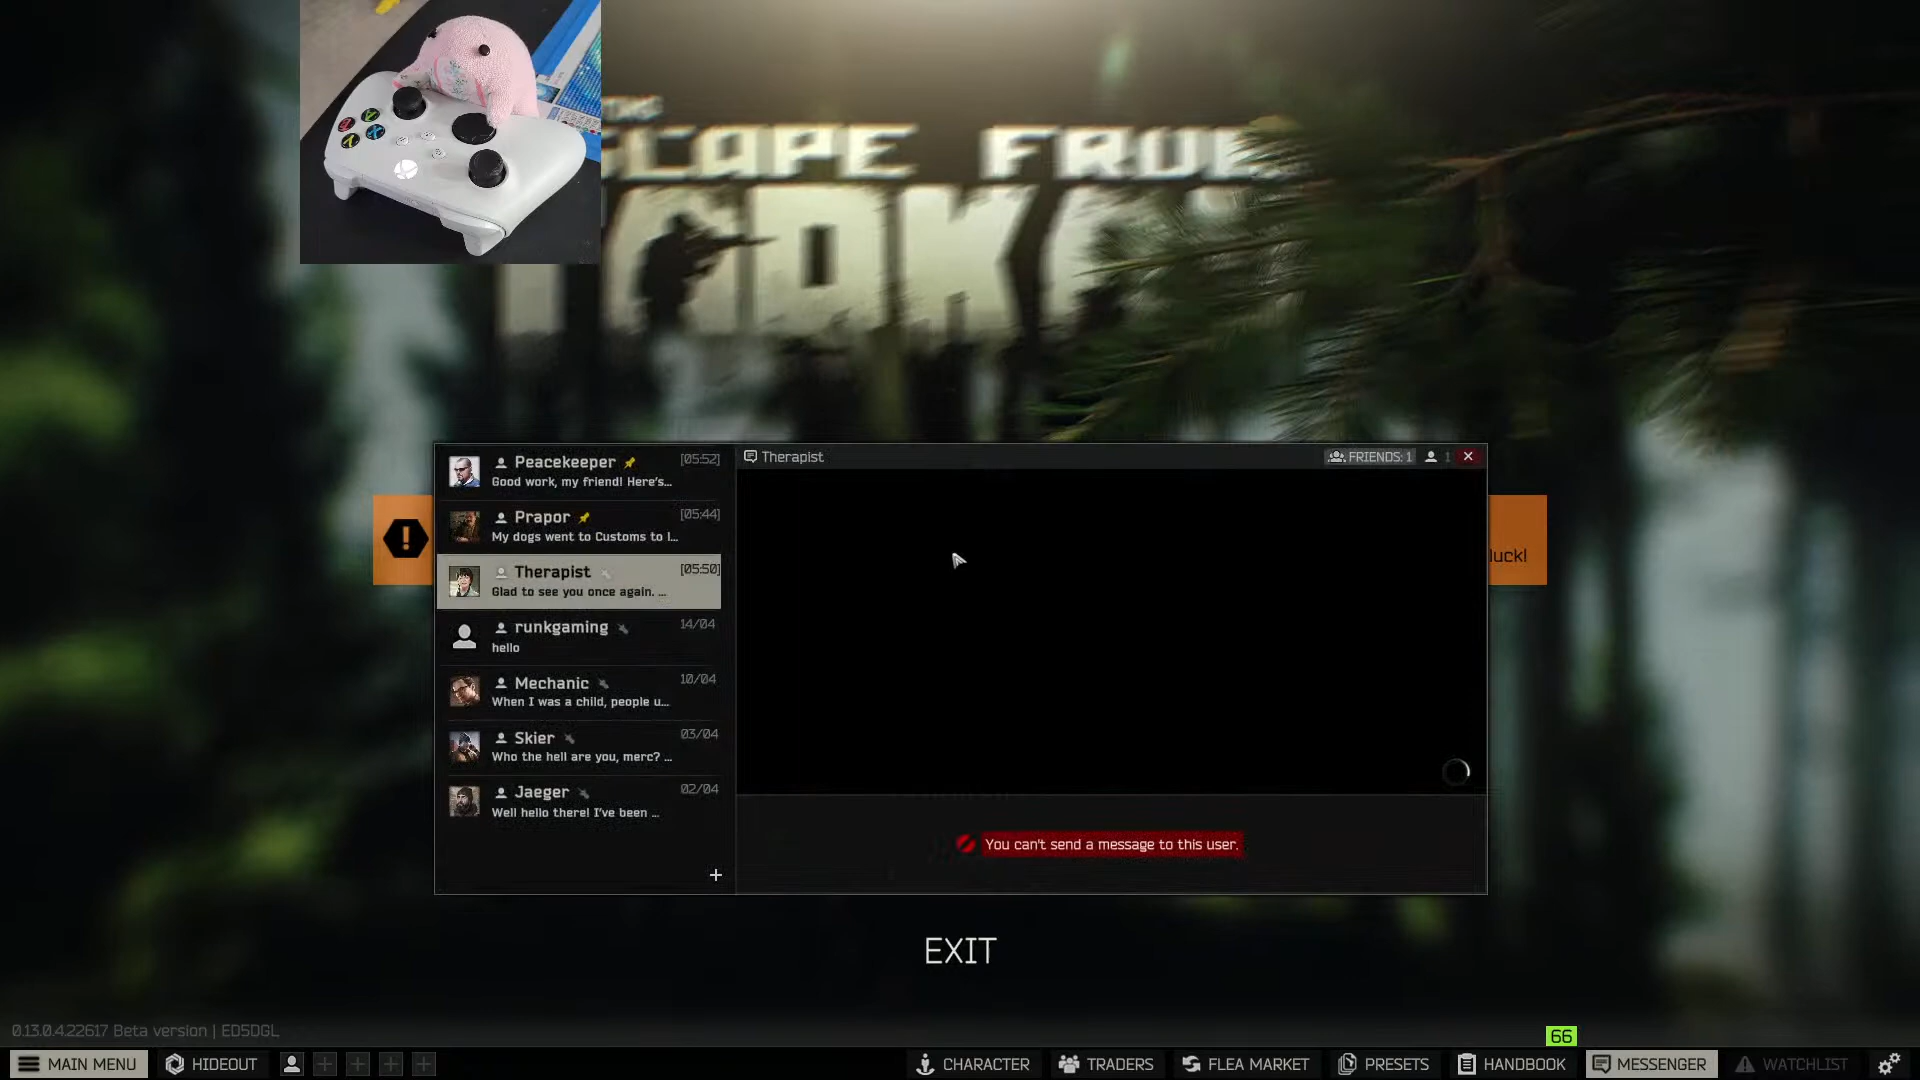 SCAPE FROM
Peacekeeper
[05:52]
Good work, my friend! Here's...
Prapor
[05:44]
My dogs went to Customs to l...
Therapist
[05:50]
Glad to see you once again. ...
runkgaming
14/04
hello
Mechanic
10/04
When I was a child, people u...
Skier
03/04
Who the hell are you, merc? ...
Jaeger
02/04
Well hello there! I've been ...
+
Therapist
FRIENDS: 1
1
luck!
You can't send a message to this user.
EXIT
0.13.0.4.22617 Beta version | ED5DGL
66
MAIN MENU
HIDEOUT
CHARACTER
TRADERS
FLEA MARKET
PRESETS
HANDBOOK
MESSENGER
WATCHLIST